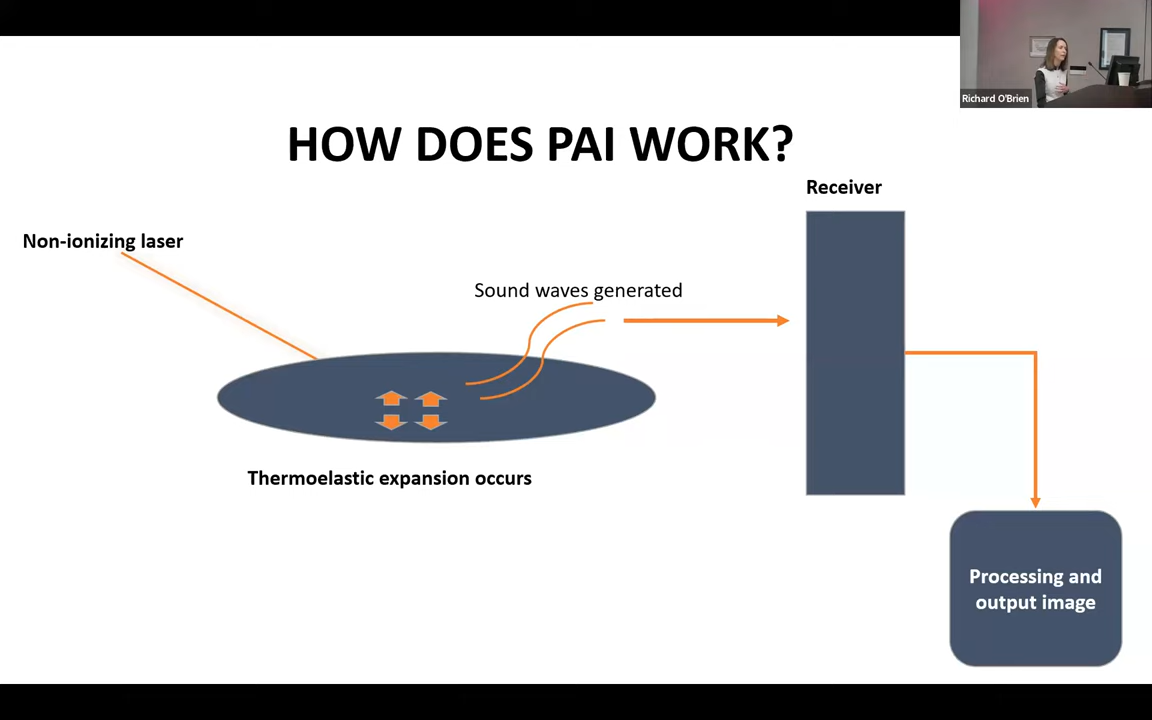 Richard O'Brien
HOW DOES PAI WORK?
Receiver
Non-ionizing laser
Sound waves generated
Thermoelastic expansion occurs
Processing and
output image